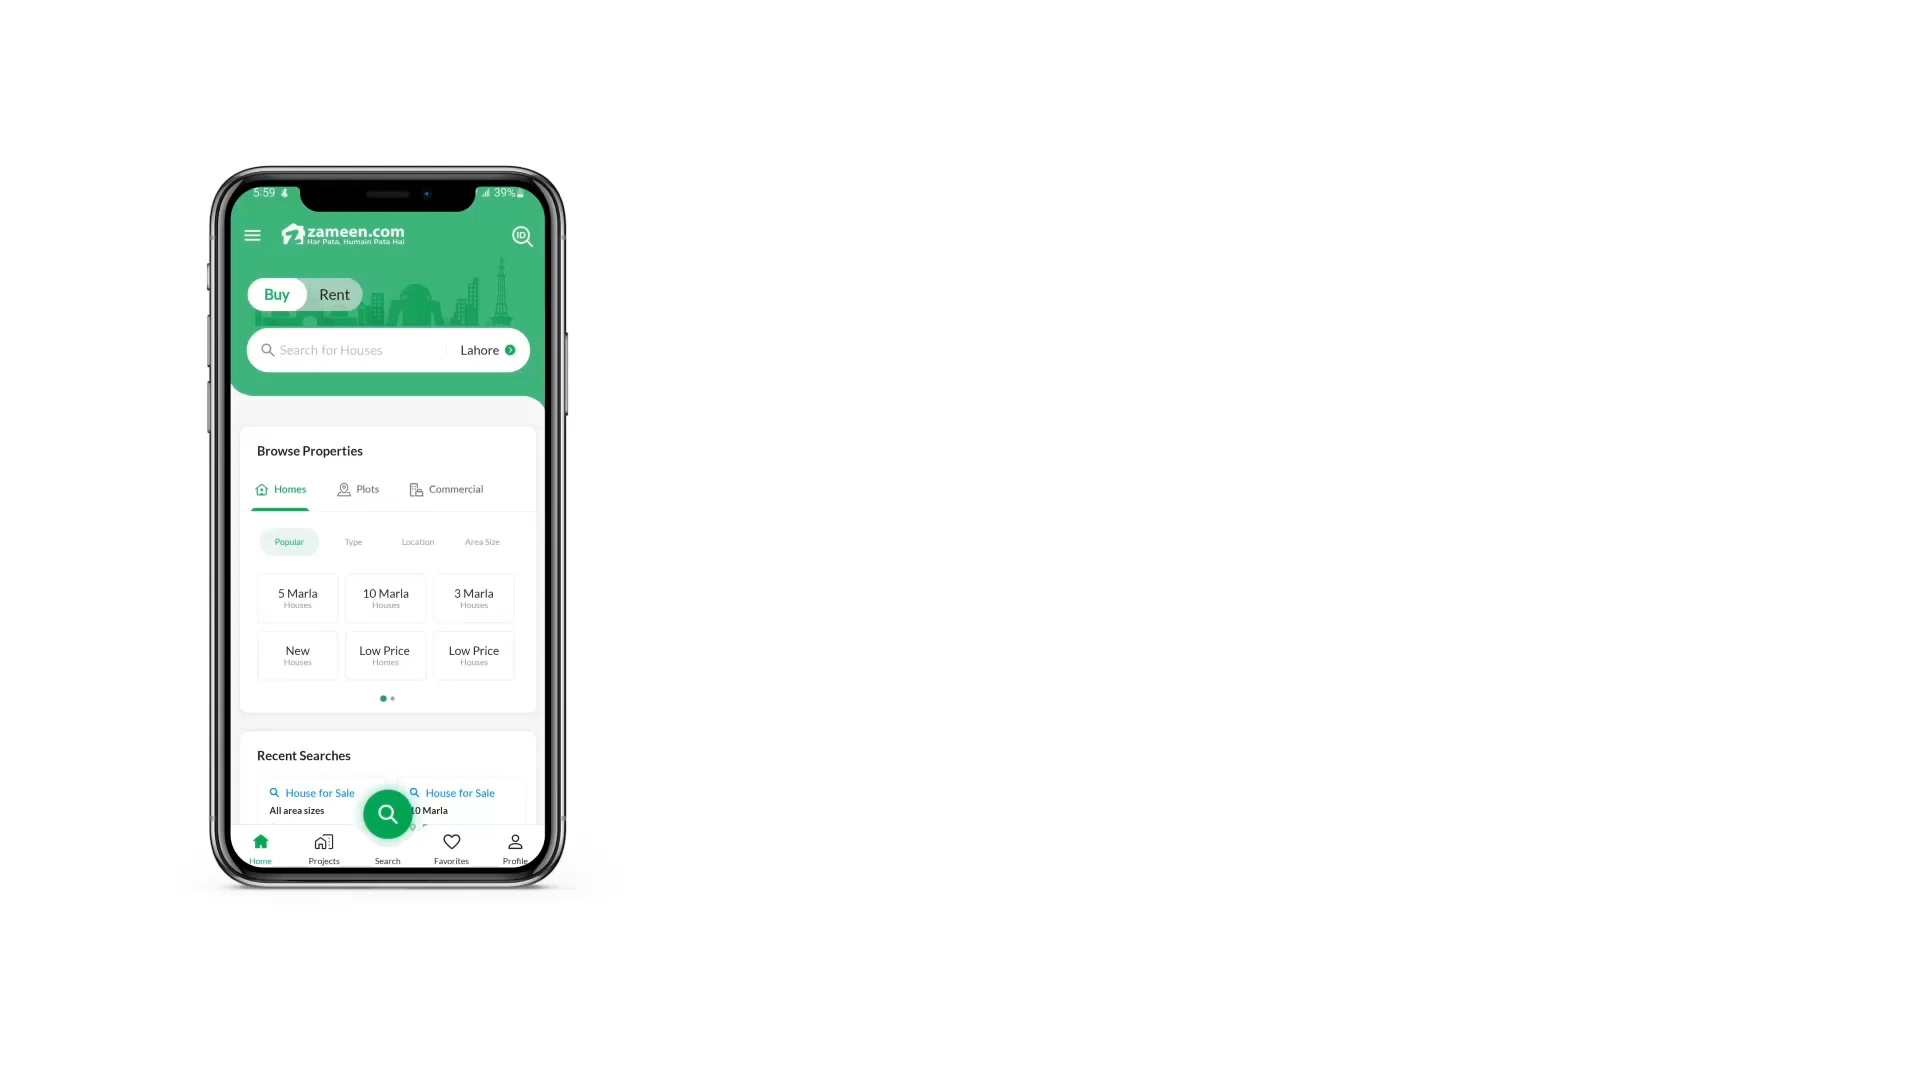 5:59 39%
zameen.com
Har Pata, Humain Pata Hai
ID
Buy Rent
Search for Houses Lahore
Browse Properties
Homes Plots Commercial
Popular Type Location Area Size
5 Marla 10 Marla 3 Marla
Houses Houses Houses
New Low Price Low Price
Houses Homes Houses
Recent Searches
House for Sale House for Sale
All area sizes 10 Marla
Home Projects Search Favorites Profile